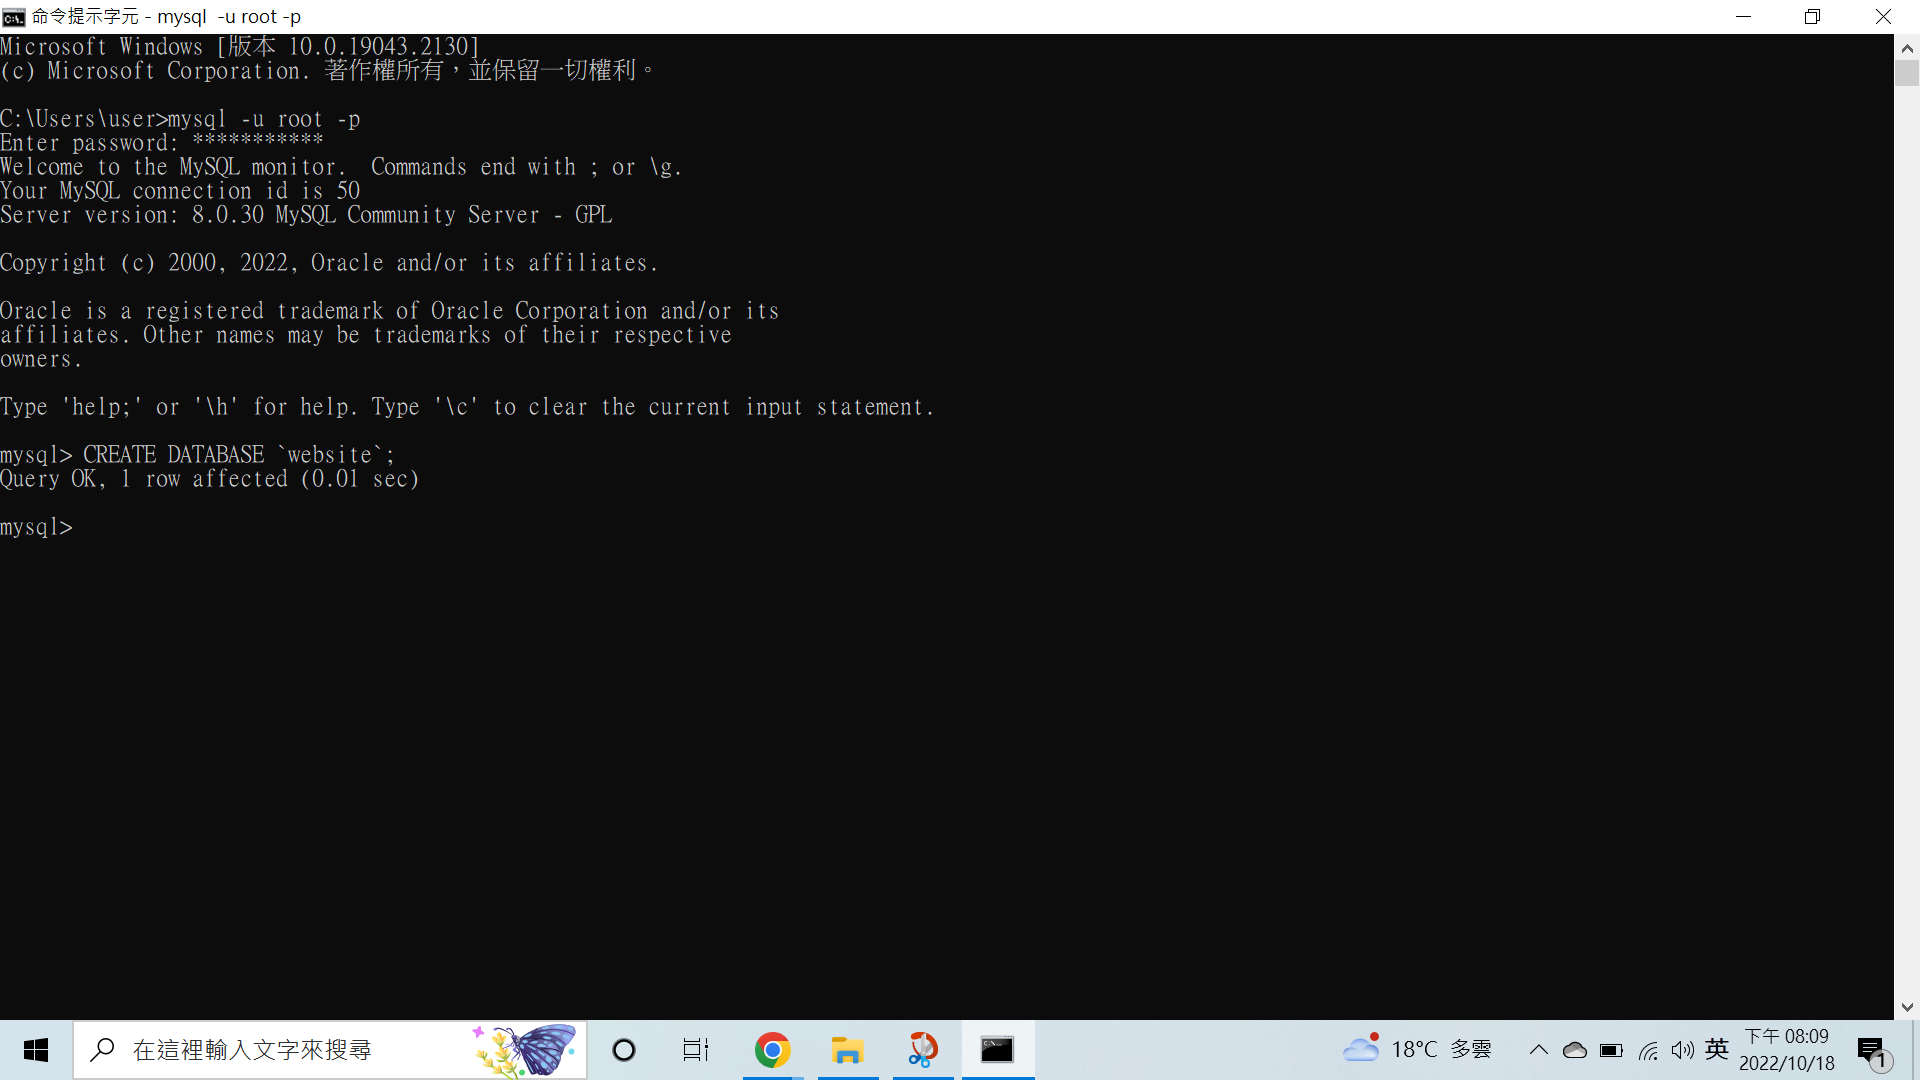 命令提示字元 - mysql  -u root -p
Microsoft Windows [版本 10.0.19043.2130]
(c) Microsoft Corporation. 著作權所有，並保留一切權利。
C:\Users\user>mysql -u root -p
Enter password: ***********
Welcome to the MySQL monitor.  Commands end with ; or \g.
Your MySQL connection id is 50
Server version: 8.0.30 MySQL Community Server - GPL
Copyright (c) 2000, 2022, Oracle and/or its affiliates.
Oracle is a registered trademark of Oracle Corporation and/or its
affiliates. Other names may be trademarks of their respective
owners.
Type 'help;' or '\h' for help. Type '\c' to clear the current input statement.
mysql> CREATE DATABASE `website`;
Query OK, 1 row affected (0.01 sec)
mysql>
在這裡輸入文字來搜尋
18°C 多雲
英
下午 08:09
2022/10/18
1